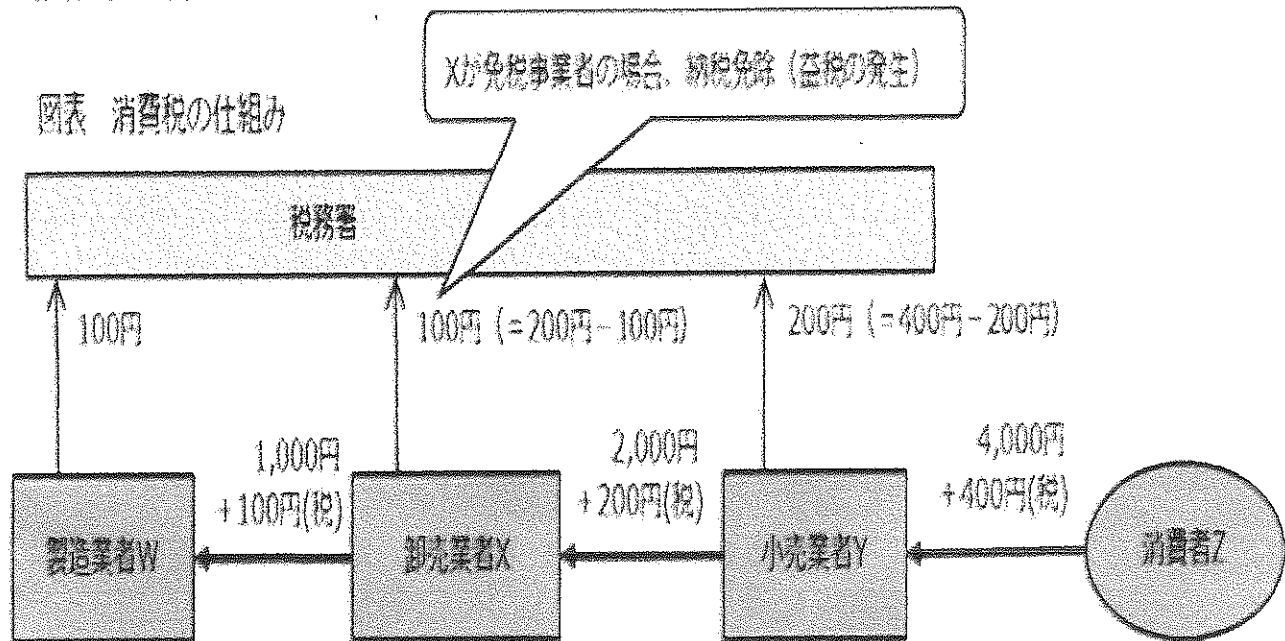 Xが免税事業者の場合、納税免除（益税の発生）
図表　消費税の仕組み
税務署
100円
100円（＝200円－100円）
200円（＝400円－200円）
1,000円
＋100円(税)
2,000円
＋200円(税)
4,000円
＋400円(税)
製造業者W
卸売業者X
小売業者Y
消費者Z